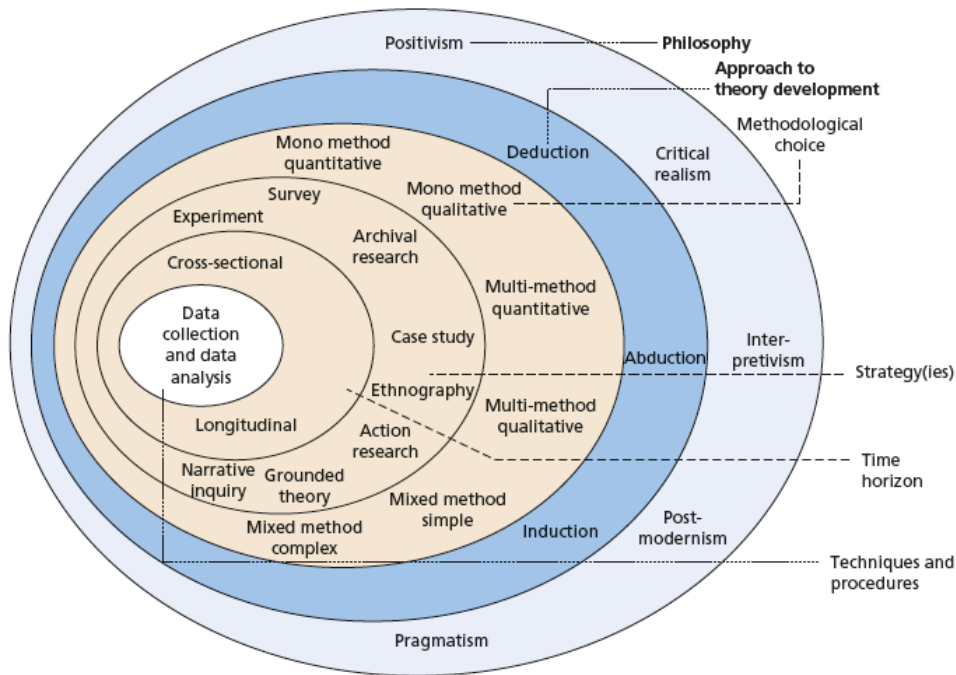 Positivism
Philosophy
Approach to
theory development
Methodological
choice
Mono method
quantitative
Deduction
Critical
realism
Mono method
qualitative
Survey
Experiment
Archival
research
Cross-sectional
Multi-method
quantitative
Data
collection
and data
analysis
Case study
Inter-
pretivism
Abduction
Strategy(ies)
Ethnography
Multi-method
qualitative
Longitudinal
Action
research
Time
horizon
Narrative
inquiry
Grounded
theory
Mixed method
simple
Mixed method
complex
Induction
Post-
modernism
Techniques and
procedures
Pragmatism